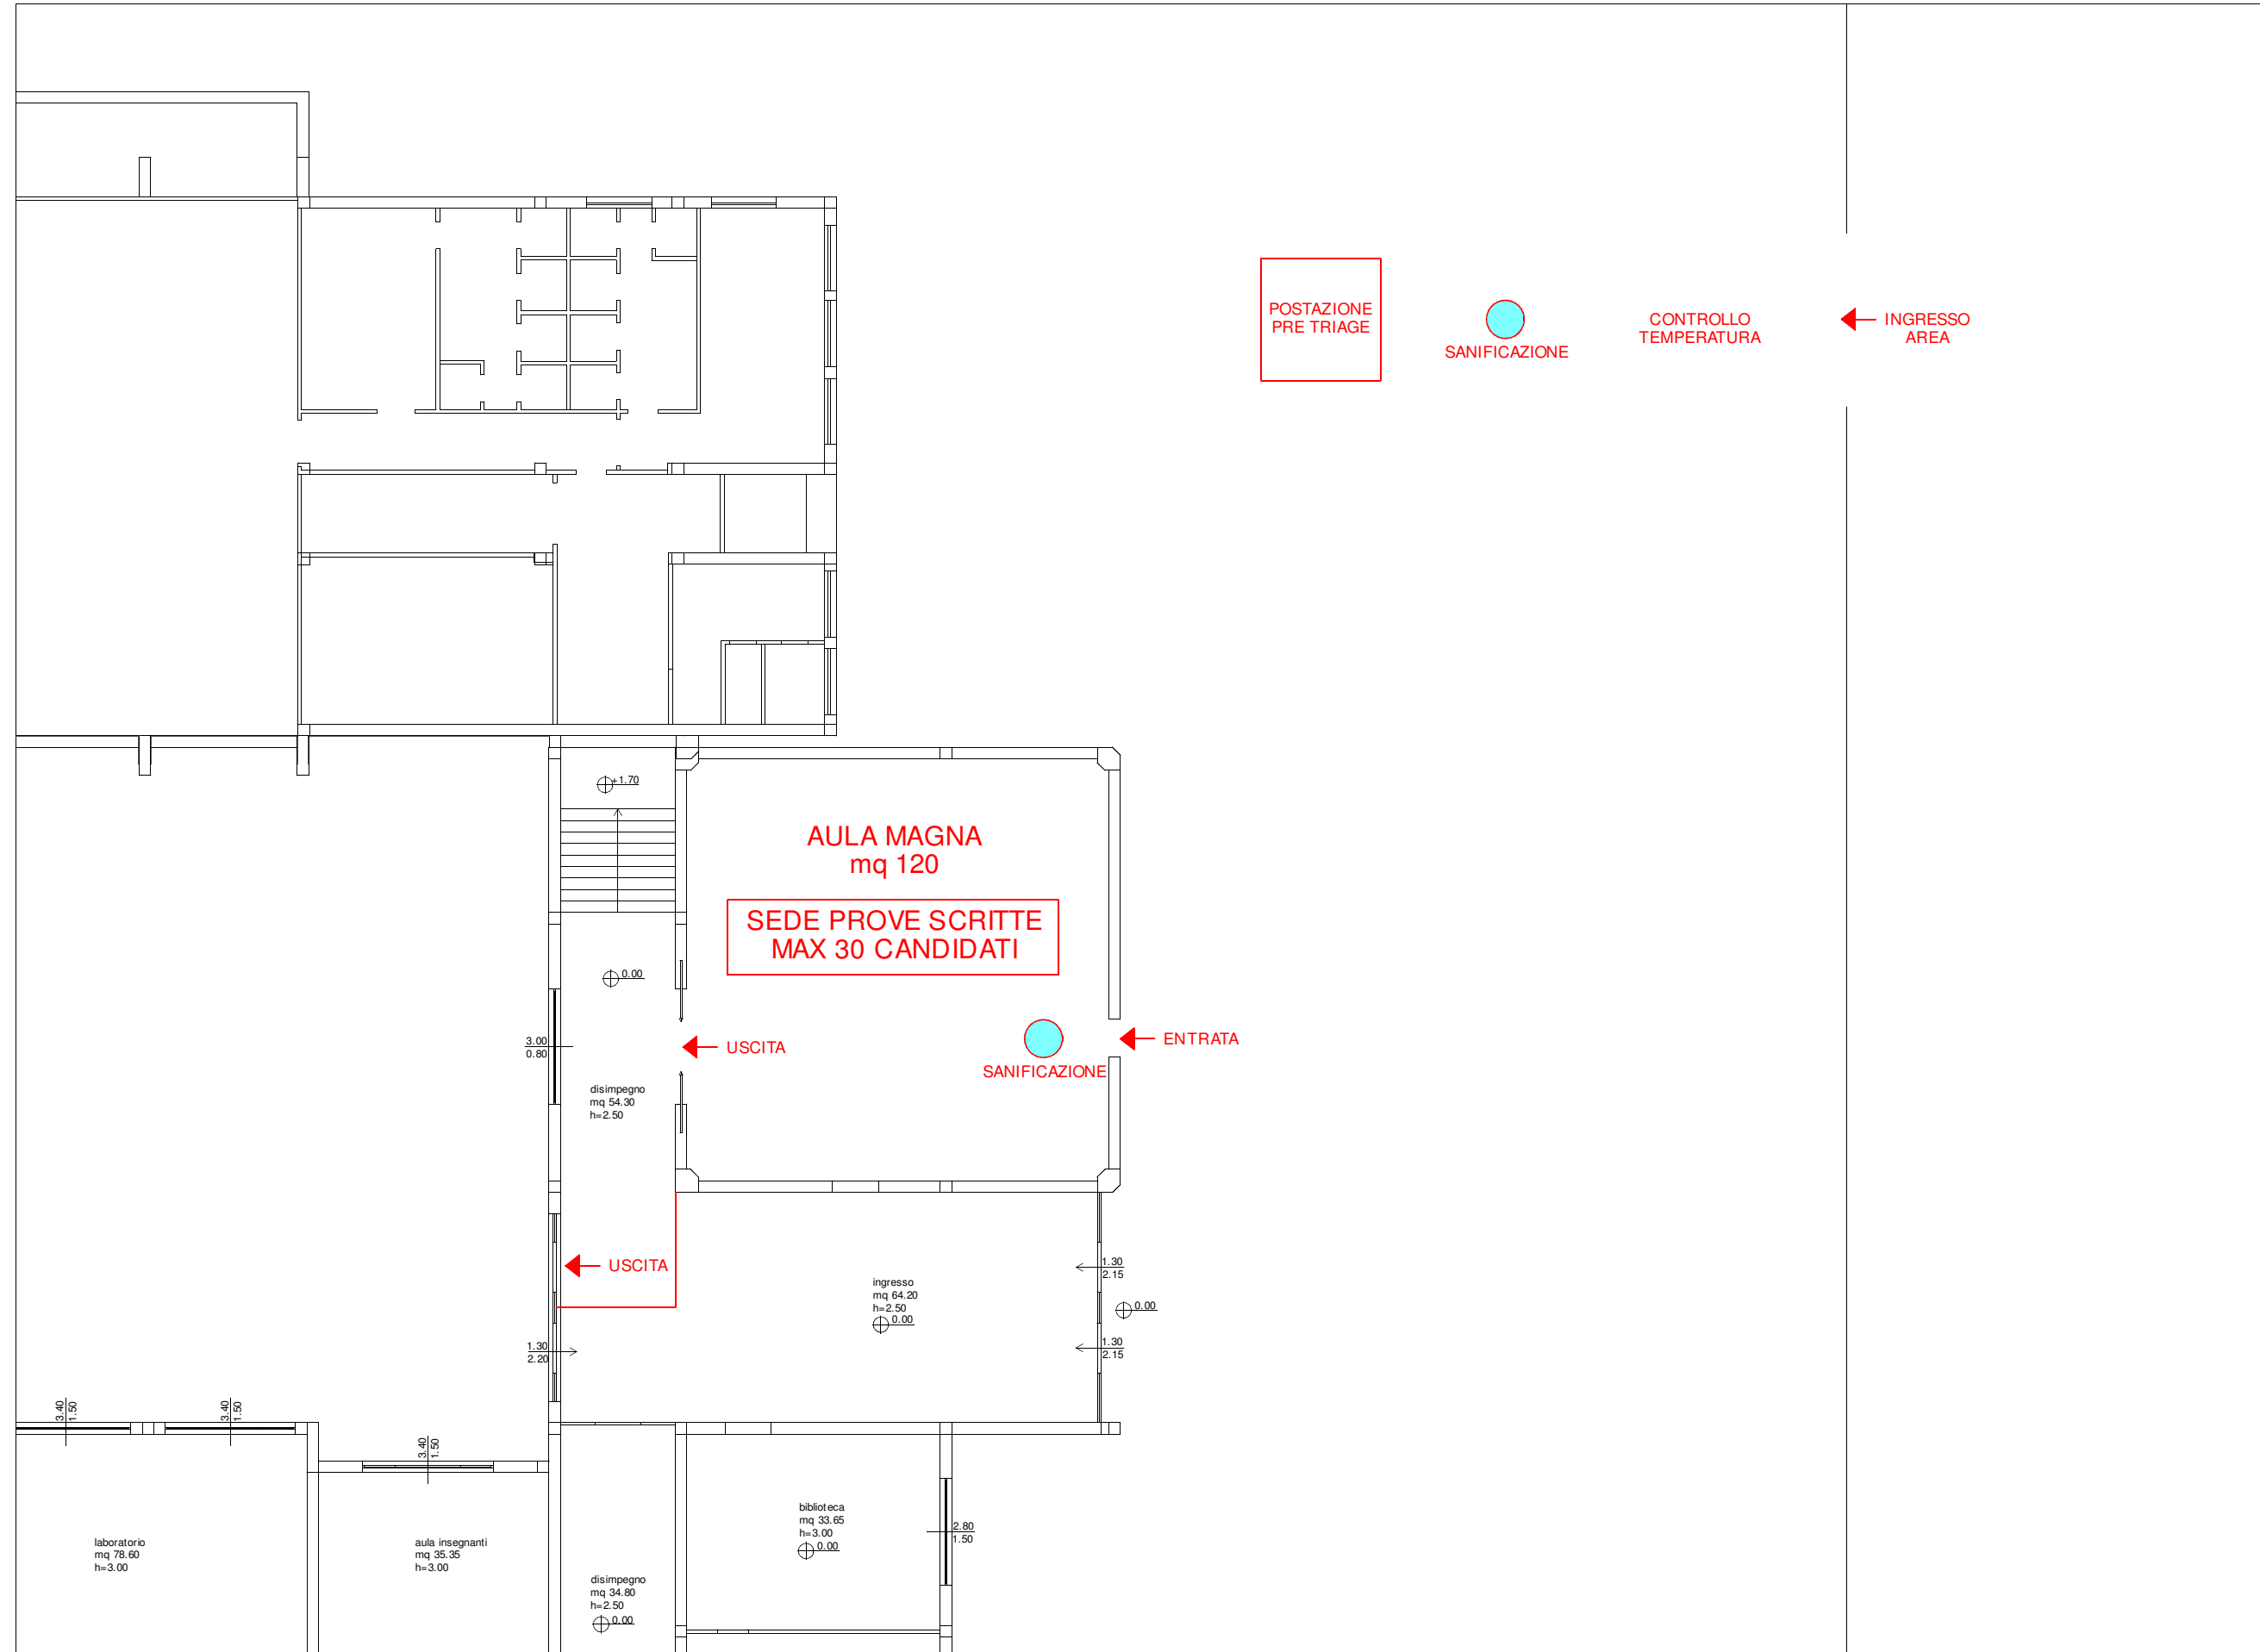 POSTAZIONE
PRE TRIAGE
SANIFICAZIONE
CONTROLLO
TEMPERATURA
INGRESSO
AREA
+1.70
AULA MAGNA
mq 120
SEDE PROVE SCRITTE
MAX 30 CANDIDATI
0.00
3.00
0.80
USCITA
ENTRATA
SANIFICAZIONE
disimpegno
mq 54.30
h=2.50
USCITA
ingresso
mq 64.20
h=2.50
0.00
1.30
2.15
0.00
1.30
2.15
1.30
2.20
3.40
1.50
3.40
1.50
3.40
1.50
laboratorio
mq 78.60
h=3.00
aula insegnanti
mq 35.35
h=3.00
biblioteca
mq 33.65
h=3.00
0.00
2.80
1.50
disimpegno
mq 34.80
h=2.50
0.00